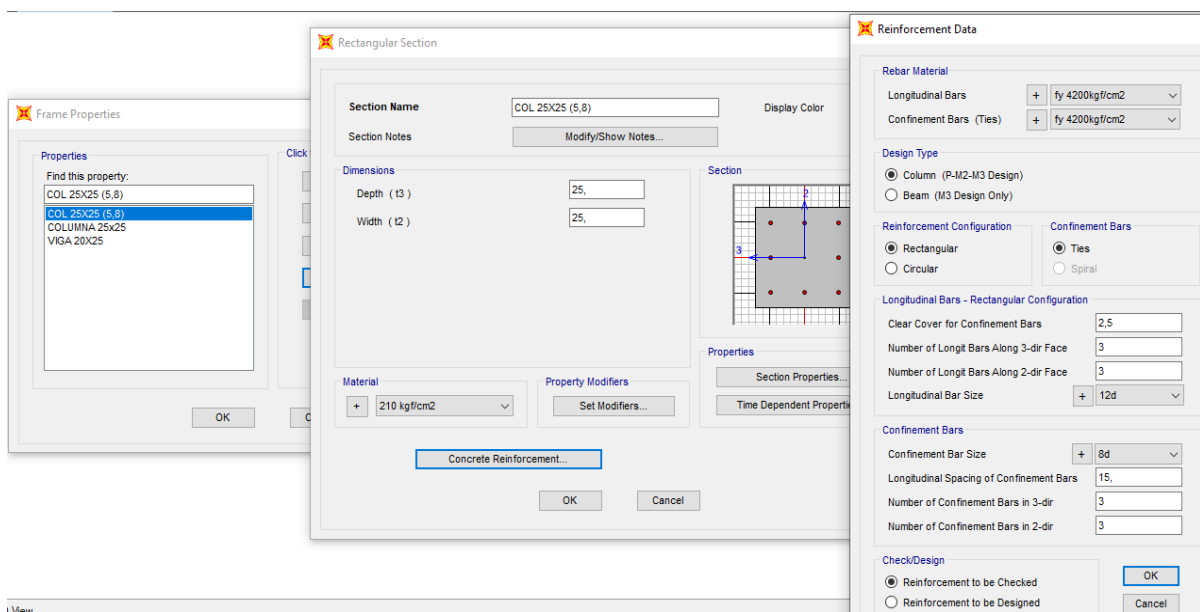 Frame Properties
Properties
Find this property:
COL 25X25 (5,8)
COL 25X25 (5,8)
COLUMNA 25x25
VIGA 20X25
Click
OK
Rectangular Section
Section Name
COL 25X25 (5,8)
Display Color
Section Notes
Modify/Show Notes...
Dimensions
Depth ( t3 )
25,
Width ( t2 )
25,
Section
2
3
Properties
Section Properties...
Time Dependent Propertie
Material
+ 210 kgf/cm2
Property Modifiers
Set Modifiers...
Concrete Reinforcement...
OK Cancel
Reinforcement Data
Rebar Material
Longitudinal Bars + fy 4200kgf/cm2
Confinement Bars (Ties) + fy 4200kgf/cm2
Design Type
Column (P-M2-M3 Design)
Beam (M3 Design Only)
Reinforcement Configuration
Rectangular
Circular
Confinement Bars
Ties
Spiral
Longitudinal Bars - Rectangular Configuration
Clear Cover for Confinement Bars 2,5
Number of Longit Bars Along 3-dir Face 3
Number of Longit Bars Along 2-dir Face 3
Longitudinal Bar Size + 12d
Confinement Bars
Confinement Bar Size + 8d
Longitudinal Spacing of Confinement Bars 15,
Number of Confinement Bars in 3-dir 3
Number of Confinement Bars in 2-dir 3
Check/Design
Reinforcement to be Checked
Reinforcement to be Designed
OK
Cancel
View